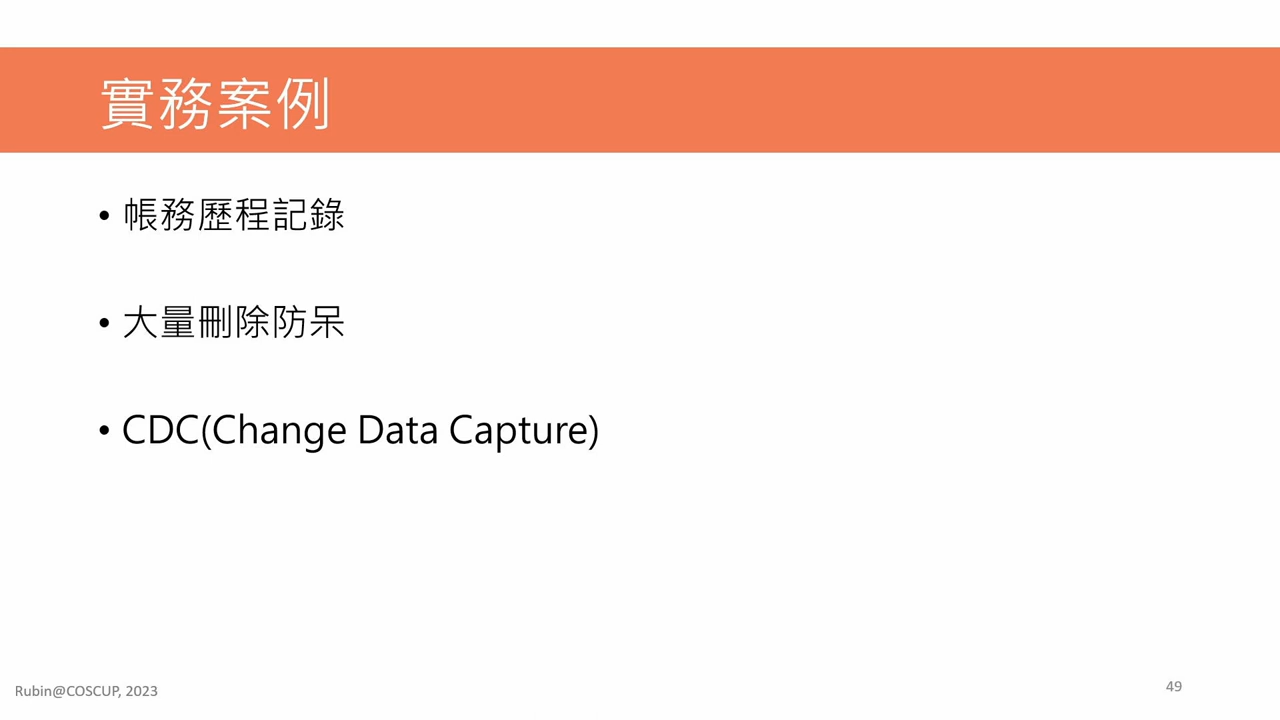 實務案例
• 帳務歷程記錄
• 大量刪除防呆
• CDC(Change Data Capture)
Rubin@COSCUP, 2023
49